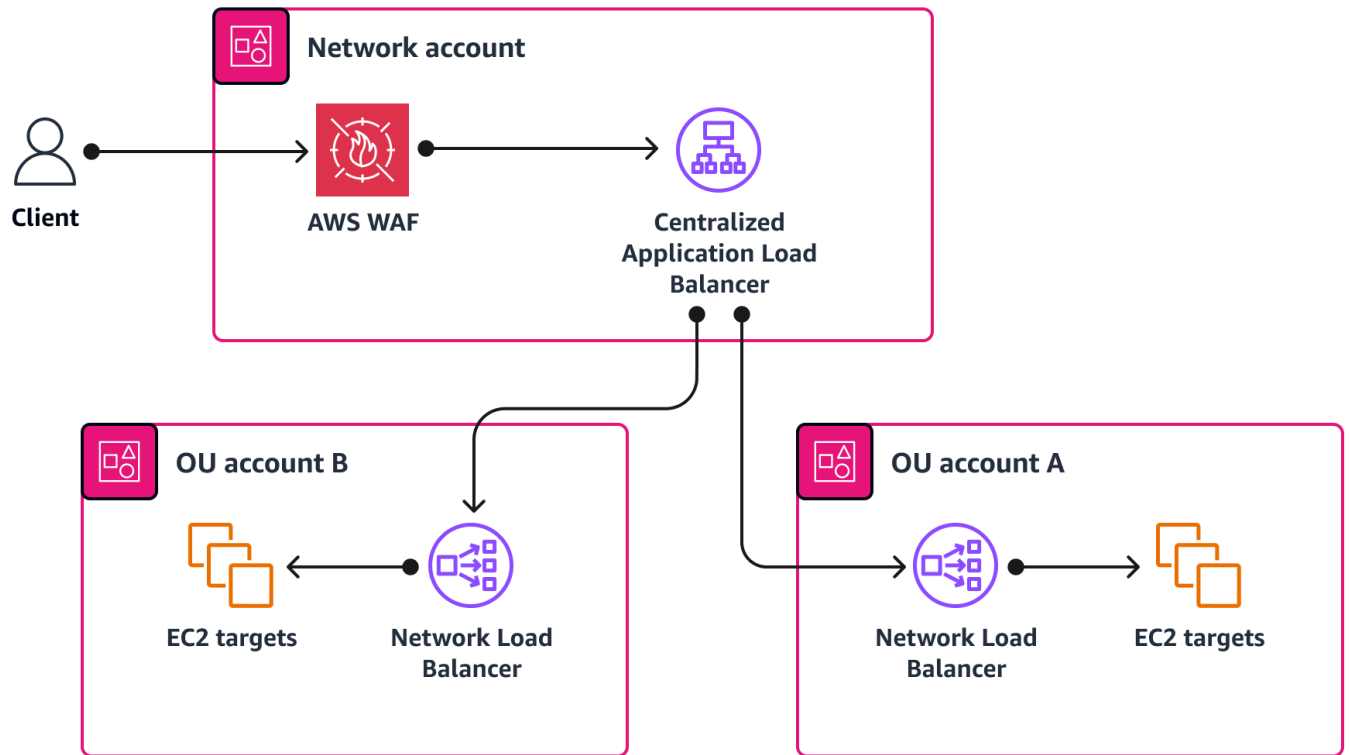 Network account
Client
AWS WAF
Centralized
Application Load
Balancer
OU account B
EC2 targets
Network Load
Balancer
OU account A
Network Load
Balancer
EC2 targets